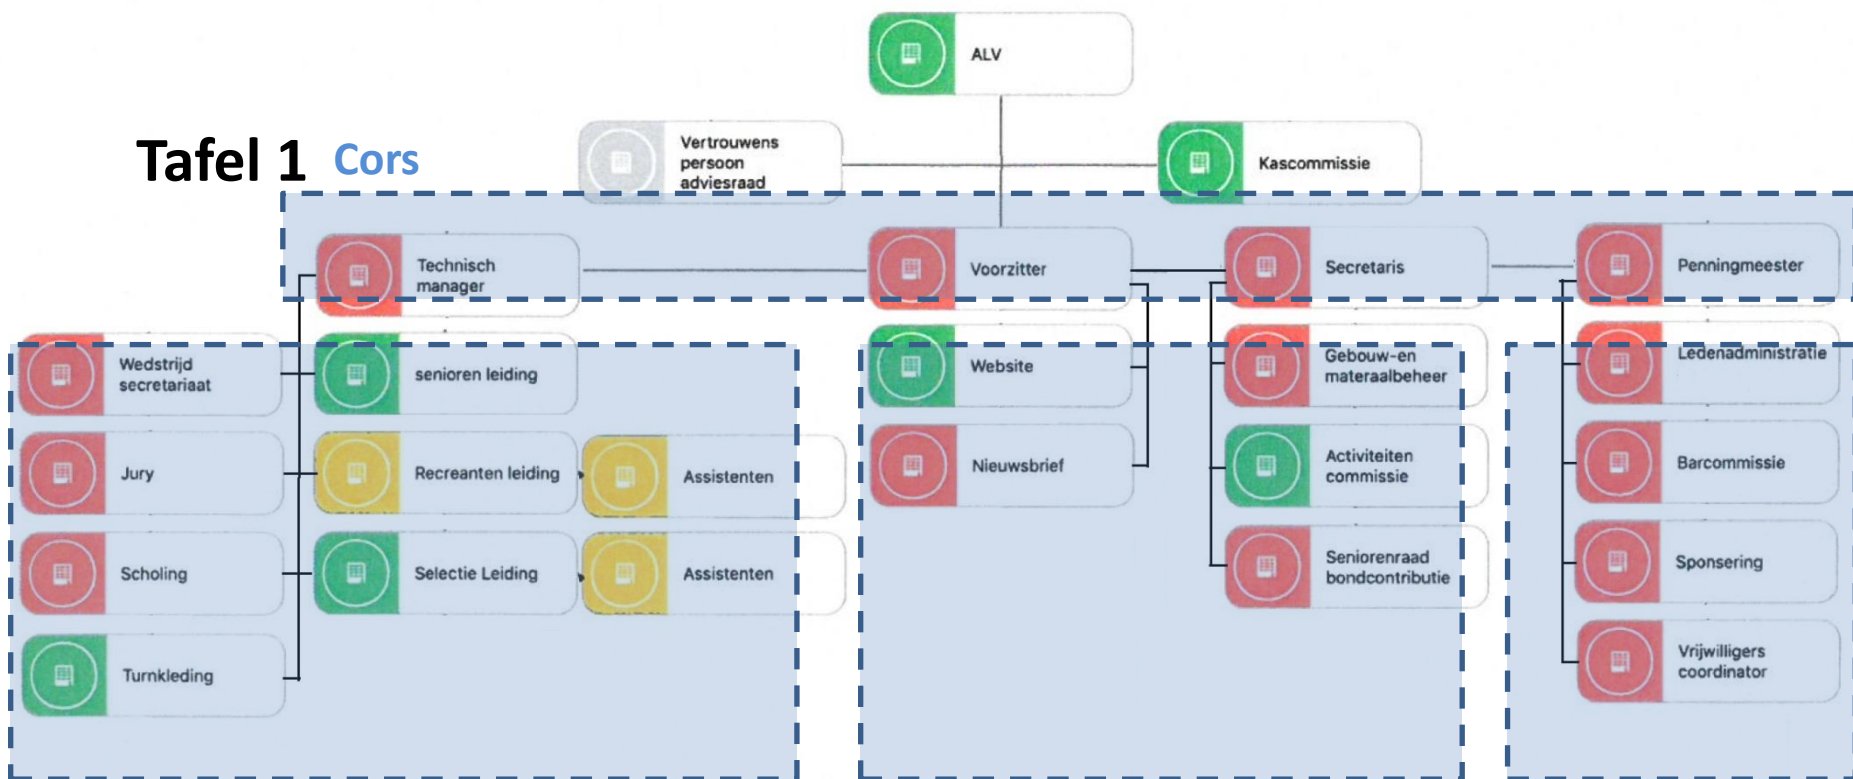 ALV
Vertrouwens
persoon
adviesraad
Kascommissie
Tafel 1 Cors
Technisch
manager
Voorzitter
Secretaris
Penningmeester
Wedstrijd
secretariaat
senioren leiding
Website
Gebouw-en
materaalbeheer
Ledenadministratie
Jury
Recreanten leiding
Assistenten
Nieuwsbrief
Activiteiten
commissie
Barcommissie
Scholing
Selectie Leiding
Assistenten
Seniorenraad
bondcontributie
Sponsering
Turnkleding
Vrijwilligers
coordinator